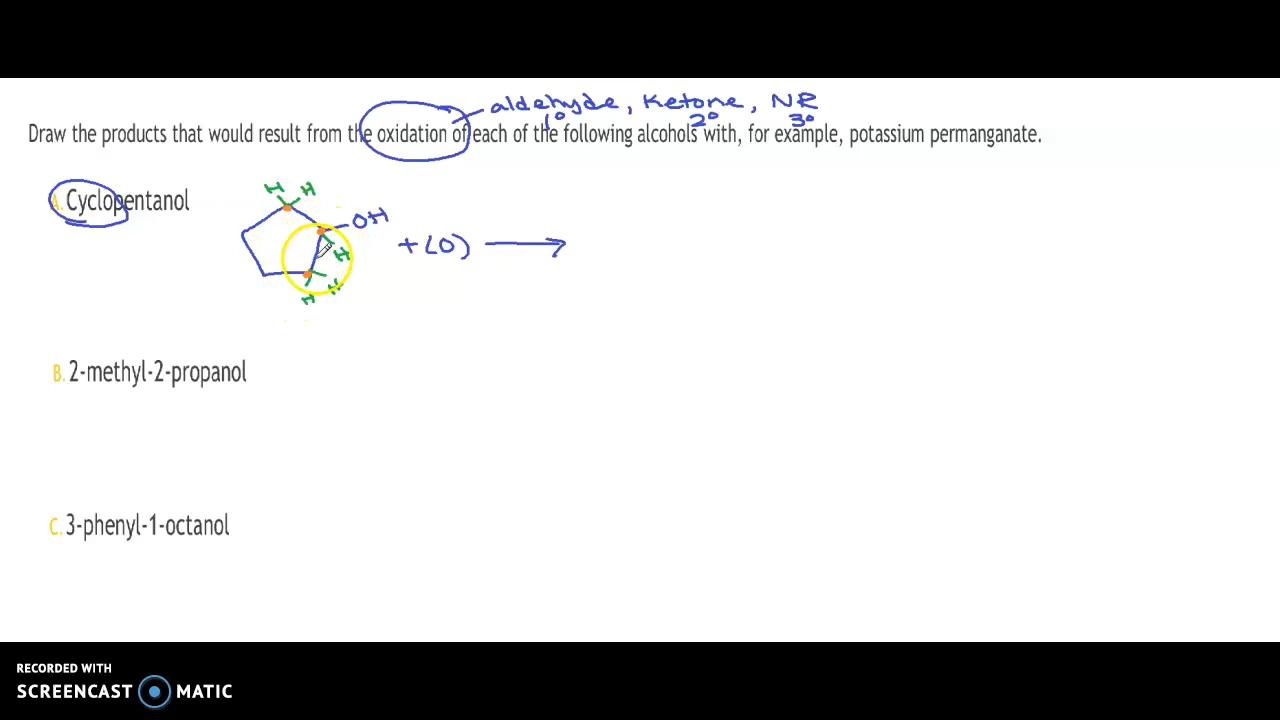 aldehyde, Ketone, NR
1° 2° 3°
Draw the products that would result from the oxidation of each of the following alcohols with, for example, potassium permanganate.
A. Cyclopentanol
H H
OH
+ (O)
H
H
H
B. 2-methyl-2-propanol
C. 3-phenyl-1-octanol
RECORDED WITH
SCREENCAST MATIC